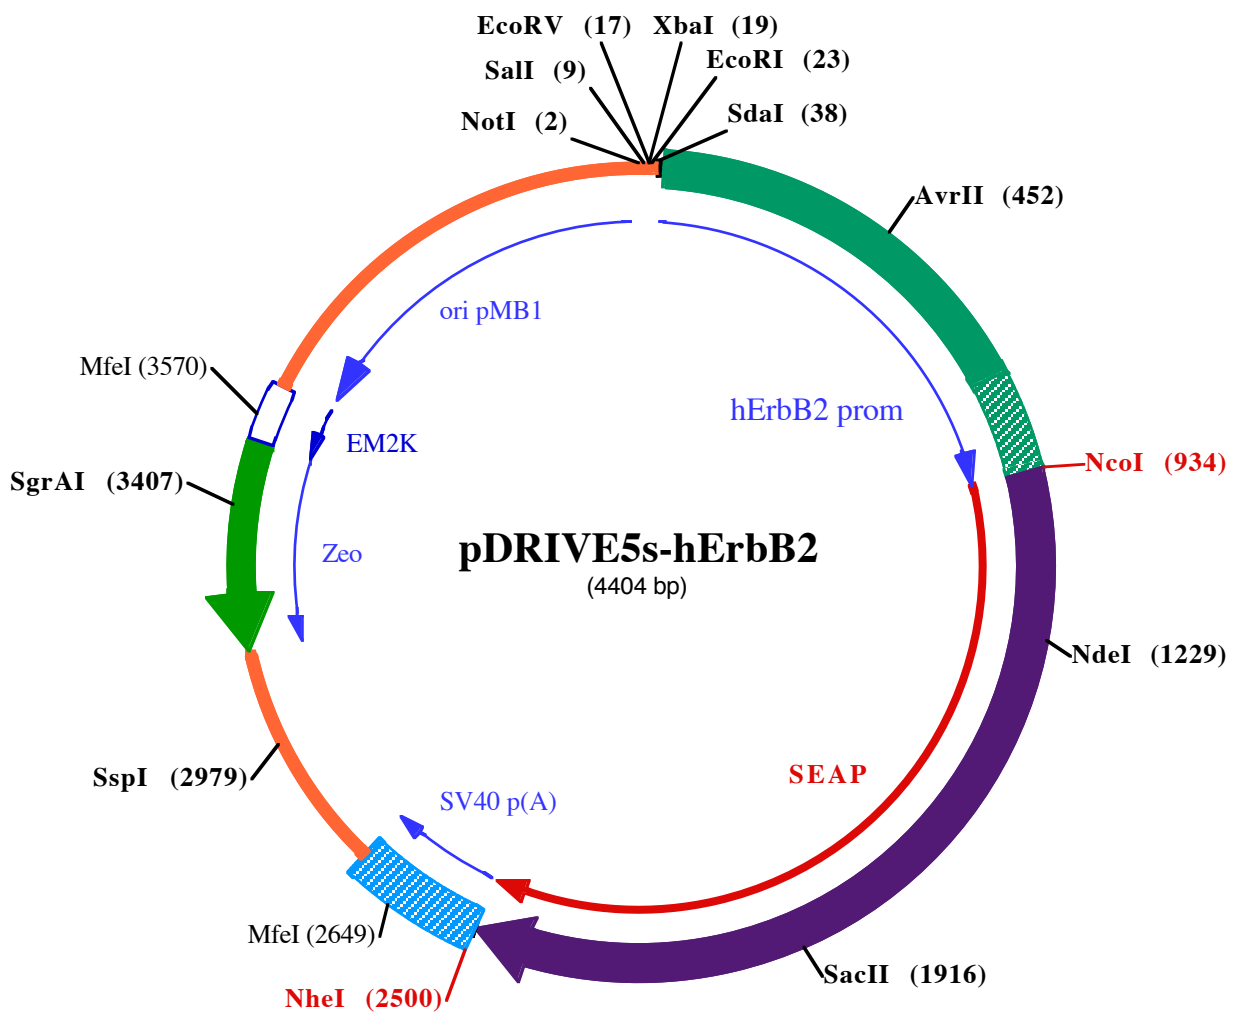 EcoRV (17) XbaI (19)
SalI (9) EcoRI (23)
NotI (2) SdaI (38)
AvrII (452)
ori pMB1
MfeI (3570)
hErbB2 prom
EM2K
NcoI (934)
SgrAI (3407)
Zeo
pDRIVE5s-hErbB2
(4404 bp)
NdeI (1229)
SspI (2979)
SEAP
SV40 p(A)
MfeI (2649)
SacII (1916)
NheI (2500)